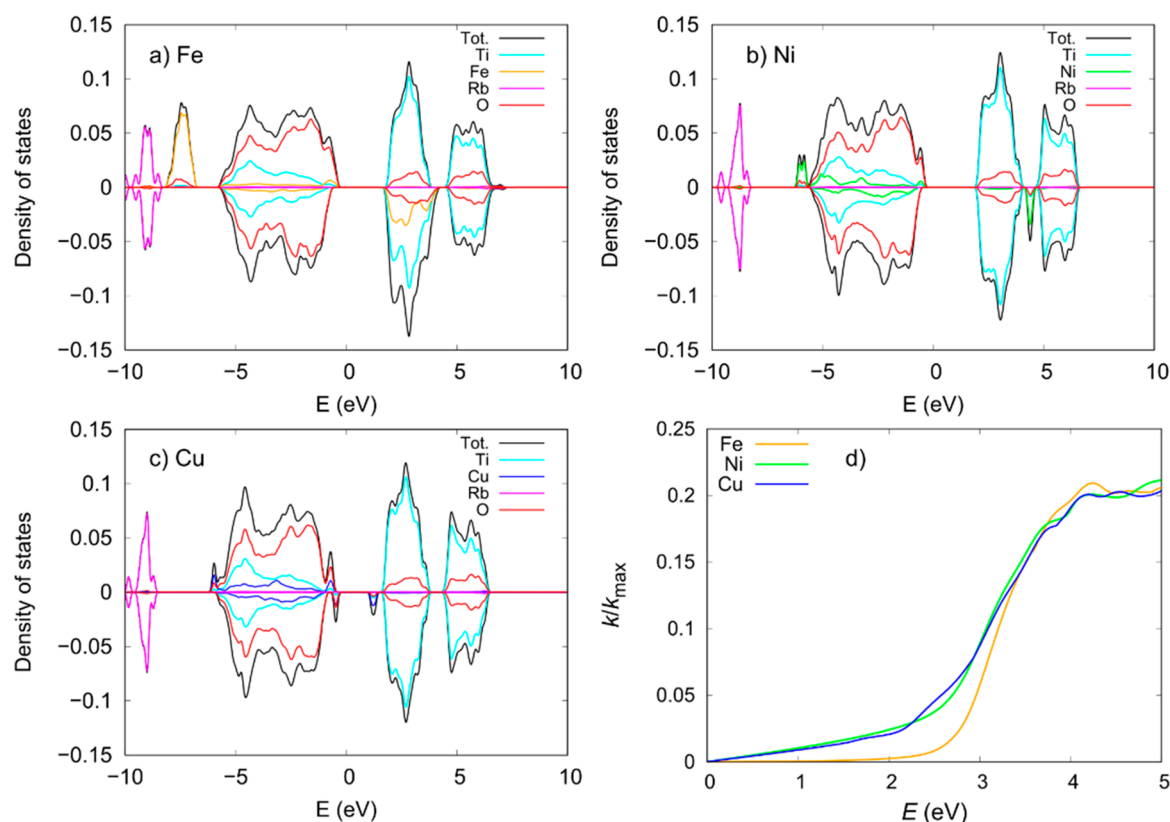 a) Fe
Tot.
Ti
Fe
Rb
O
Density of states
0.15
0.1
0.05
0
−0.05
−0.1
−0.15
−10 −5 0 5 10
E (eV)
b) Ni
Tot.
Ti
Ni
Rb
O
Density of states
0.15
0.1
0.05
0
−0.05
−0.1
−0.15
−10 −5 0 5 10
E (eV)
c) Cu
Tot.
Ti
Cu
Rb
O
Density of states
0.15
0.1
0.05
0
−0.05
−0.1
−0.15
−10 −5 0 5 10
E (eV)
Fe
Ni
Cu
d)
k/kmax
0.25
0.2
0.15
0.1
0.05
0
0 1 2 3 4 5
E (eV)